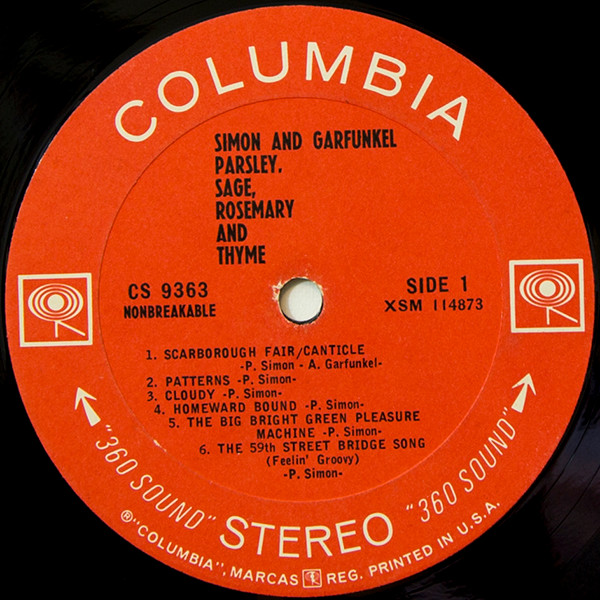 COLUMBIA
SIMON AND GARFUNKEL
PARSLEY,
SAGE,
ROSEMARY
AND
THYME
CS 9363
NONBREAKABLE
SIDE 1
XSM 114873
1. SCARBOROUGH FAIR/CANTICLE
-P. Simon - A. Garfunkel-
2. PATTERNS -P. Simon-
3. CLOUDY -P. Simon-
4. HOMEWARD BOUND -P. Simon-
5. THE BIG BRIGHT GREEN PLEASURE
MACHINE -P. Simon-
6. THE 59th STREET BRIDGE SONG
(Feelin' Groovy)
-P. Simon-
"360 SOUND" STEREO "360 SOUND"
℗"COLUMBIA", MARCAS REG. PRINTED IN U.S.A.